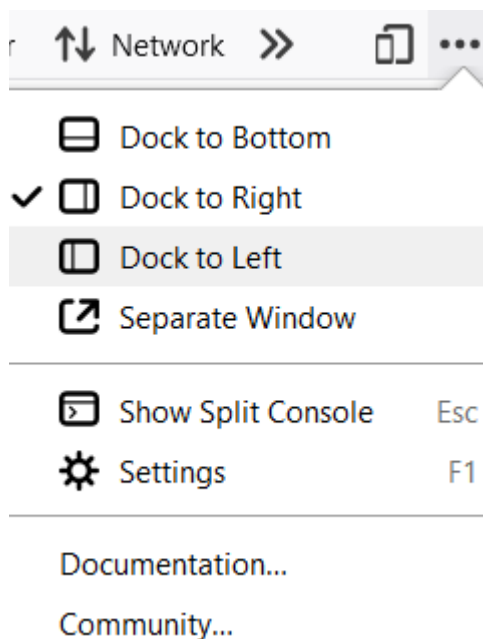 r Network
Dock to Bottom
Dock to Right
Dock to Left
Separate Window
Show Split Console Esc
Settings F1
Documentation...
Community...